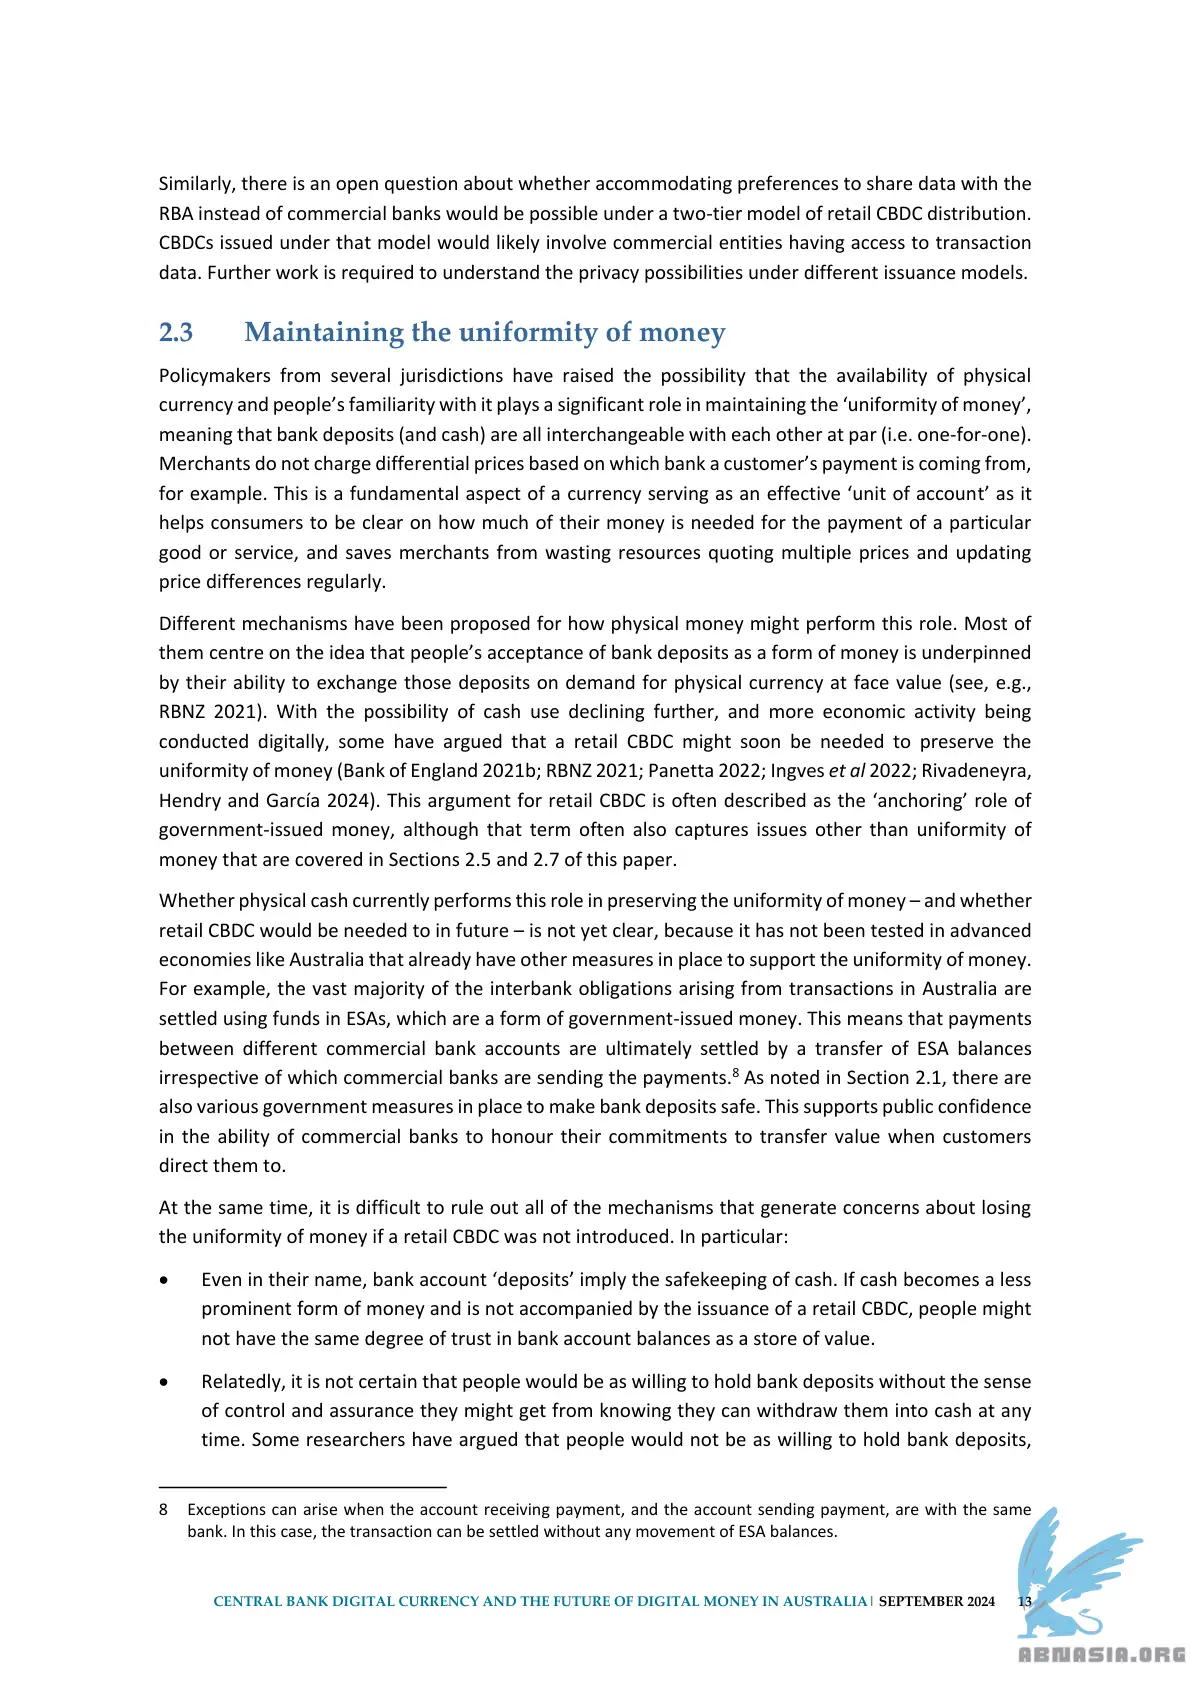 Similarly, there is an open question about whether accommodating preferences to share data with the
RBA instead of commercial banks would be possible under a two-tier model of retail CBDC distribution.
CBDCs issued under that model would likely involve commercial entities having access to transaction
data. Further work is required to understand the privacy possibilities under different issuance models.
2.3 Maintaining the uniformity of money
Policymakers from several jurisdictions have raised the possibility that the availability of physical
currency and people’s familiarity with it plays a significant role in maintaining the ‘uniformity of money’,
meaning that bank deposits (and cash) are all interchangeable with each other at par (i.e. one-for-one).
Merchants do not charge differential prices based on which bank a customer’s payment is coming from,
for example. This is a fundamental aspect of a currency serving as an effective ‘unit of account’ as it
helps consumers to be clear on how much of their money is needed for the payment of a particular
good or service, and saves merchants from wasting resources quoting multiple prices and updating
price differences regularly.
Different mechanisms have been proposed for how physical money might perform this role. Most of
them centre on the idea that people’s acceptance of bank deposits as a form of money is underpinned
by their ability to exchange those deposits on demand for physical currency at face value (see, e.g.,
RBNZ 2021). With the possibility of cash use declining further, and more economic activity being
conducted digitally, some have argued that a retail CBDC might soon be needed to preserve the
uniformity of money (Bank of England 2021b; RBNZ 2021; Panetta 2022; Ingves et al 2022; Rivadeneyra,
Hendry and García 2024). This argument for retail CBDC is often described as the ‘anchoring’ role of
government-issued money, although that term often also captures issues other than uniformity of
money that are covered in Sections 2.5 and 2.7 of this paper.
Whether physical cash currently performs this role in preserving the uniformity of money – and whether
retail CBDC would be needed to in future – is not yet clear, because it has not been tested in advanced
economies like Australia that already have other measures in place to support the uniformity of money.
For example, the vast majority of the interbank obligations arising from transactions in Australia are
settled using funds in ESAs, which are a form of government-issued money. This means that payments
between different commercial bank accounts are ultimately settled by a transfer of ESA balances
irrespective of which commercial banks are sending the payments.8 As noted in Section 2.1, there are
also various government measures in place to make bank deposits safe. This supports public confidence
in the ability of commercial banks to honour their commitments to transfer value when customers
direct them to.
At the same time, it is difficult to rule out all of the mechanisms that generate concerns about losing
the uniformity of money if a retail CBDC was not introduced. In particular:
• Even in their name, bank account ‘deposits’ imply the safekeeping of cash. If cash becomes a less
prominent form of money and is not accompanied by the issuance of a retail CBDC, people might
not have the same degree of trust in bank account balances as a store of value.
• Relatedly, it is not certain that people would be as willing to hold bank deposits without the sense
of control and assurance they might get from knowing they can withdraw them into cash at any
time. Some researchers have argued that people would not be as willing to hold bank deposits,
8 Exceptions can arise when the account receiving payment, and the account sending payment, are with the same
bank. In this case, the transaction can be settled without any movement of ESA balances.
CENTRAL BANK DIGITAL CURRENCY AND THE FUTURE OF DIGITAL MONEY IN AUSTRALIA| SEPTEMBER 2024 13
ABNASIA.ORG